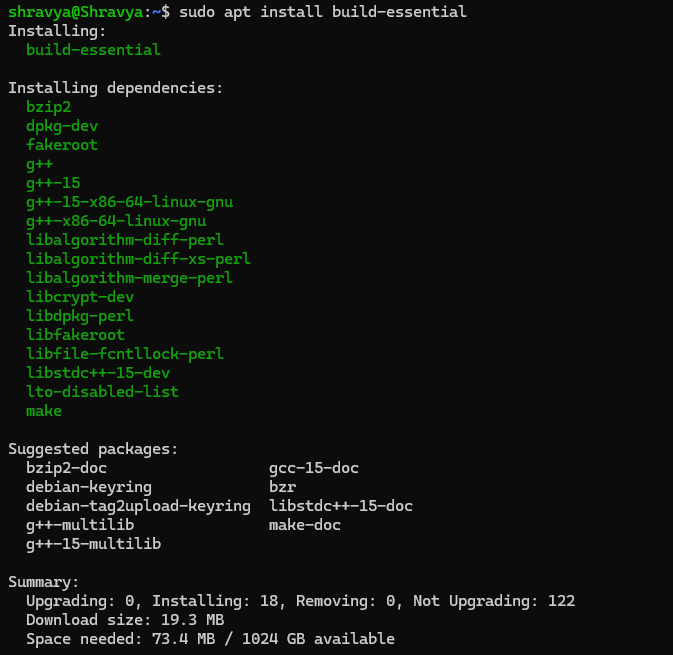 shravya@Shravya:~$ sudo apt install build-essential
Installing:
  build-essential

Installing dependencies:
  bzip2
  dpkg-dev
  fakeroot
  g++
  g++-15
  g++-15-x86-64-linux-gnu
  g++-x86-64-linux-gnu
  libalgorithm-diff-perl
  libalgorithm-diff-xs-perl
  libalgorithm-merge-perl
  libcrypt-dev
  libdpkg-perl
  libfakeroot
  libfile-fcntllock-perl
  libstdc++-15-dev
  lto-disabled-list
  make

Suggested packages:
  bzip2-doc                  gcc-15-doc
  debian-keyring             bzr
  debian-tag2upload-keyring  libstdc++-15-doc
  g++-multilib               make-doc
  g++-15-multilib

Summary:
  Upgrading: 0, Installing: 18, Removing: 0, Not Upgrading: 122
  Download size: 19.3 MB
  Space needed: 73.4 MB / 1024 GB available